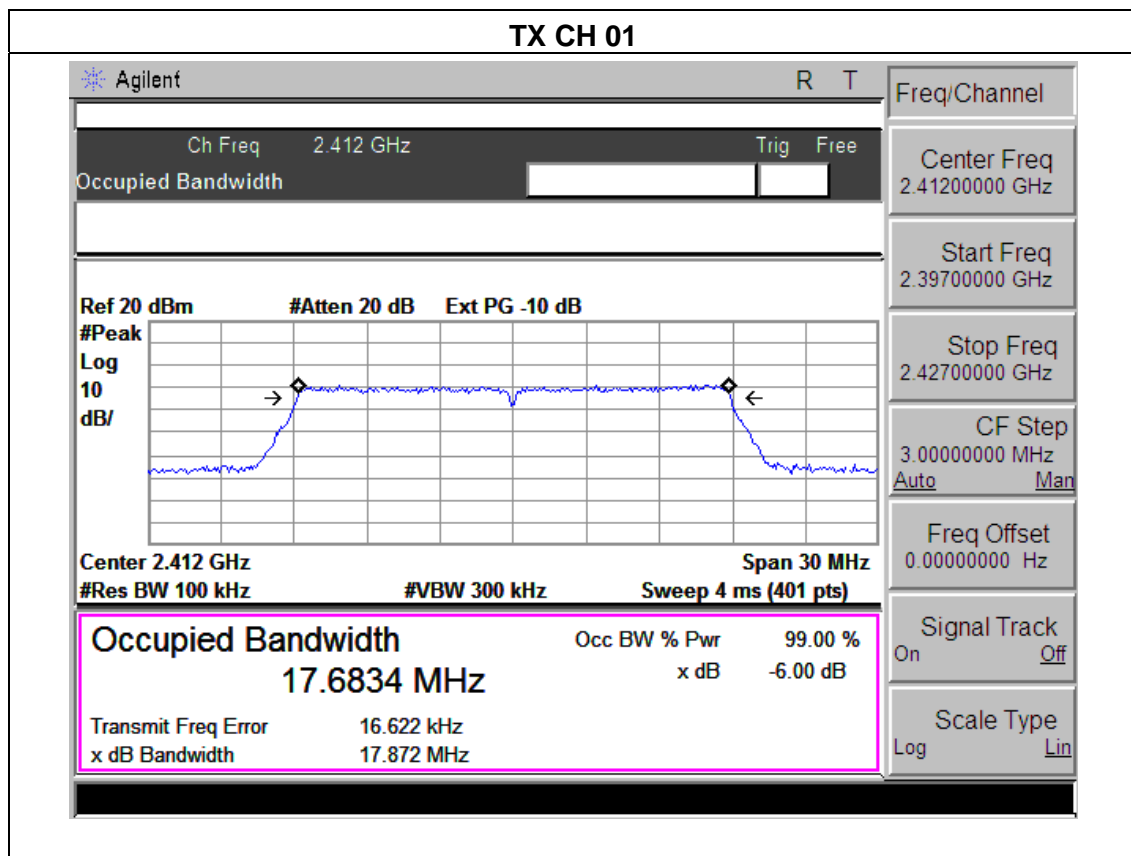 TX CH 01
Agilent R T
Freq/Channel
Ch Freq 2.412 GHz Trig Free
Occupied Bandwidth
Center Freq
2.41200000 GHz
Start Freq
2.39700000 GHz
Stop Freq
2.42700000 GHz
CF Step
3.00000000 MHz
Auto Man
Freq Offset
0.00000000 Hz
Signal Track
On Off
Scale Type
Log Lin
Ref 20 dBm #Atten 20 dB Ext PG -10 dB
#Peak
Log
10
dB/
Center 2.412 GHz Span 30 MHz
#Res BW 100 kHz #VBW 300 kHz Sweep 4 ms (401 pts)
Occupied Bandwidth Occ BW % Pwr 99.00 %
17.6834 MHz x dB -6.00 dB
Transmit Freq Error 16.622 kHz
x dB Bandwidth 17.872 MHz